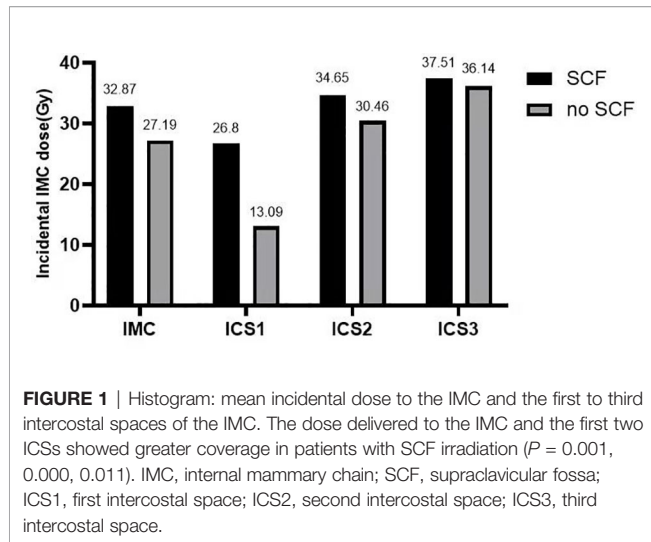 Incidental IMC dose(Gy)
40
30
20
10
0
32.87
27.19
26.8
13.09
34.65
30.46
37.51
36.14
IMC
ICS1
ICS2
ICS3
SCF
no SCF
FIGURE 1 | Histogram: mean incidental dose to the IMC and the first to third
intercostal spaces of the IMC. The dose delivered to the IMC and the first two
ICSs showed greater coverage in patients with SCF irradiation (P = 0.001,
0.000, 0.011). IMC, internal mammary chain; SCF, supraclavicular fossa;
ICS1, first intercostal space; ICS2, second intercostal space; ICS3, third
intercostal space.